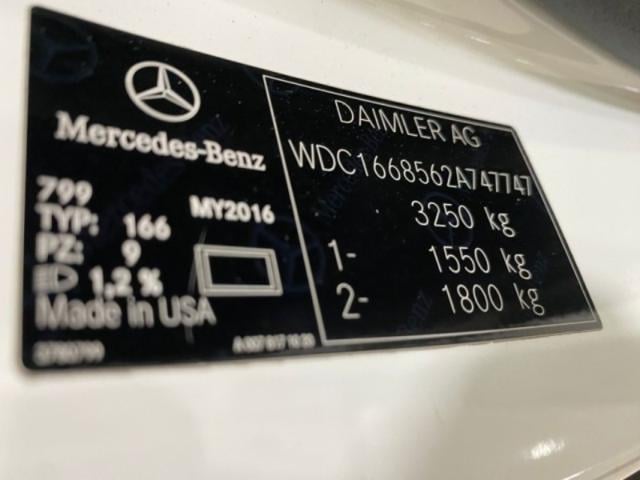 Mercedes-Benz
799
MY2016
TYP: 166
PZ: 9
1,2 %
Made in USA
DAIMLER AG
WDC1668562A747747
3250 kg
1- 1550 kg
2- 1800 kg